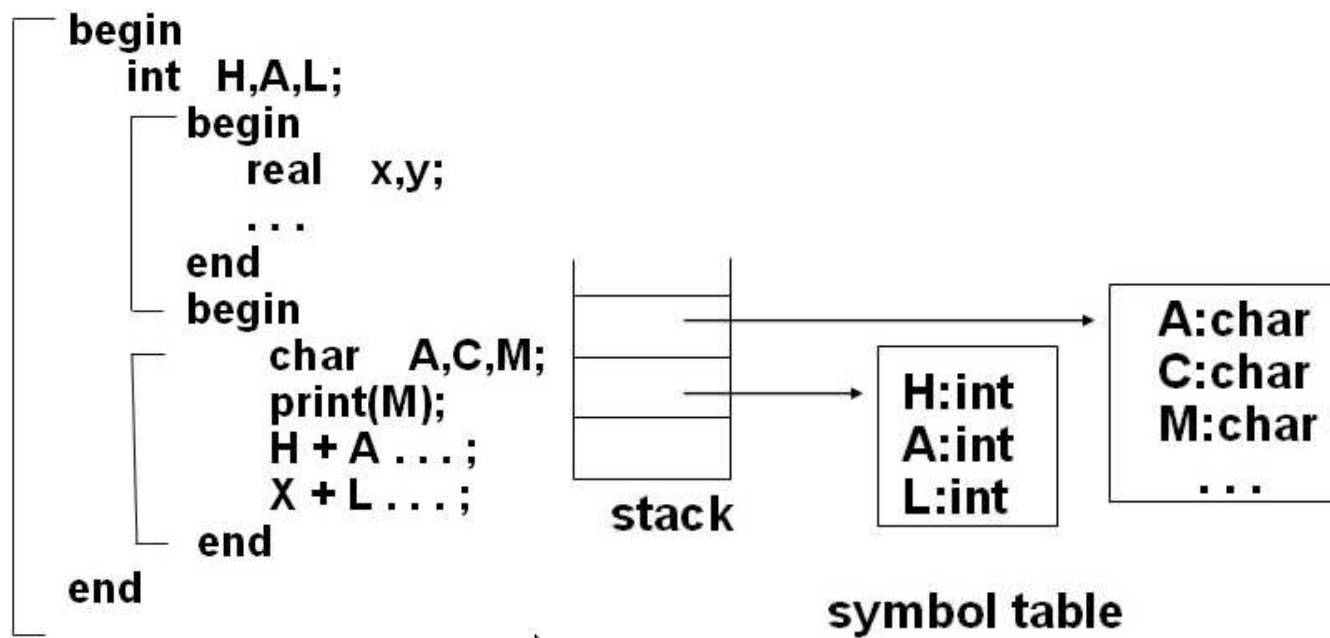 begin
int H,A,L;
begin
real x,y;
. . .
end
begin
char A,C,M;
print(M);
H + A . . . ;
X + L . . . ;
end
end
stack
H:int
A:int
L:int
A:char
C:char
M:char
. . .
symbol table